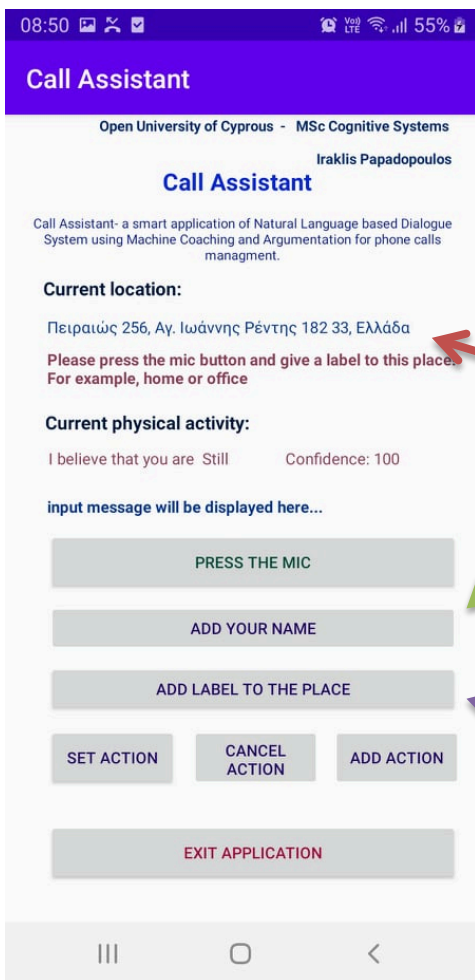 08:50 55%
Call Assistant
Open University of Cyprous - MSc Cognitive Systems
Iraklis Papadopoulos
Call Assistant
Call Assistant- a smart application of Natural Language based Dialogue
System using Machine Coaching and Argumentation for phone calls
managment.
Current location:
Πειραιώς 256, Αγ. Ιωάννης Ρέντης 182 33, Ελλάδα
Please press the mic button and give a label to this place.
For example, home or office
Current physical activity:
I believe that you are Still Confidence: 100
input message will be displayed here...
PRESS THE MIC
ADD YOUR NAME
ADD LABEL TO THE PLACE
SET ACTION CANCEL ACTION ADD ACTION
EXIT APPLICATION